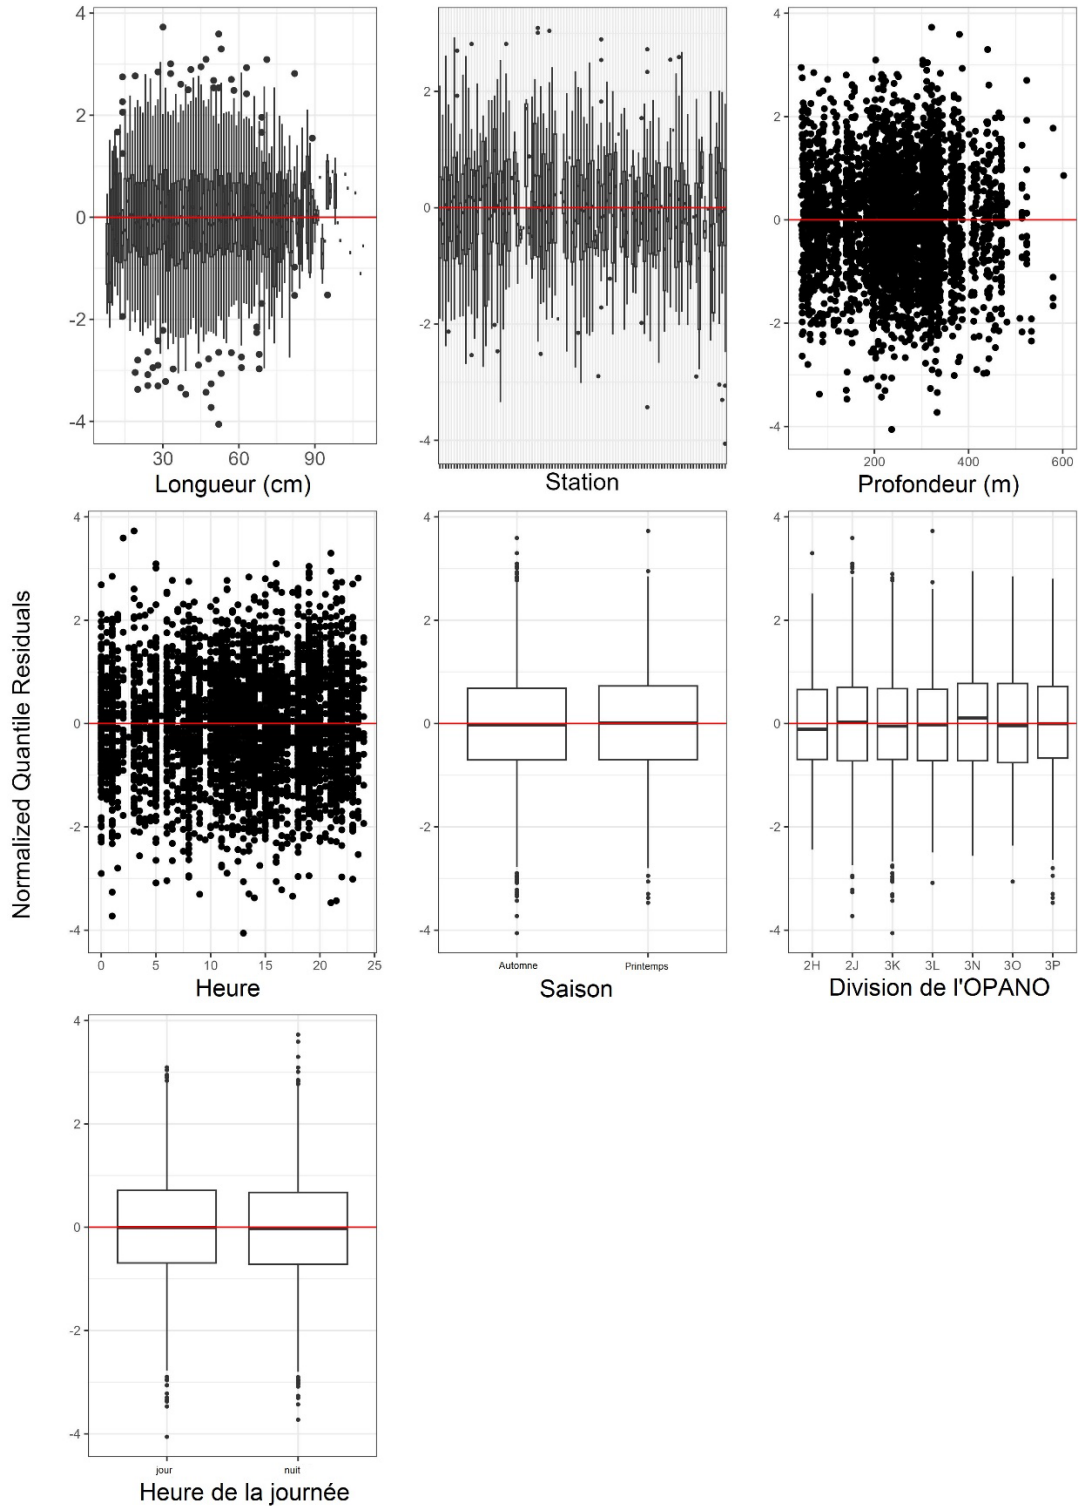 4
2
0
-2
-4
30 60 90
Longueur (cm)
2
0
-2
-4
Station
4
2
0
-2
-4
200 400 600
Profondeur (m)
Normalized Quantile Residuals
4
2
0
-2
-4
0 5 10 15 20 25
Heure
4
2
0
-2
-4
Automne Printemps
Saison
4
2
0
-2
-4
2H 2J 3K 3L 3N 3O 3P
Division de l'OPANO
4
2
0
-2
-4
jour nuit
Heure de la journée